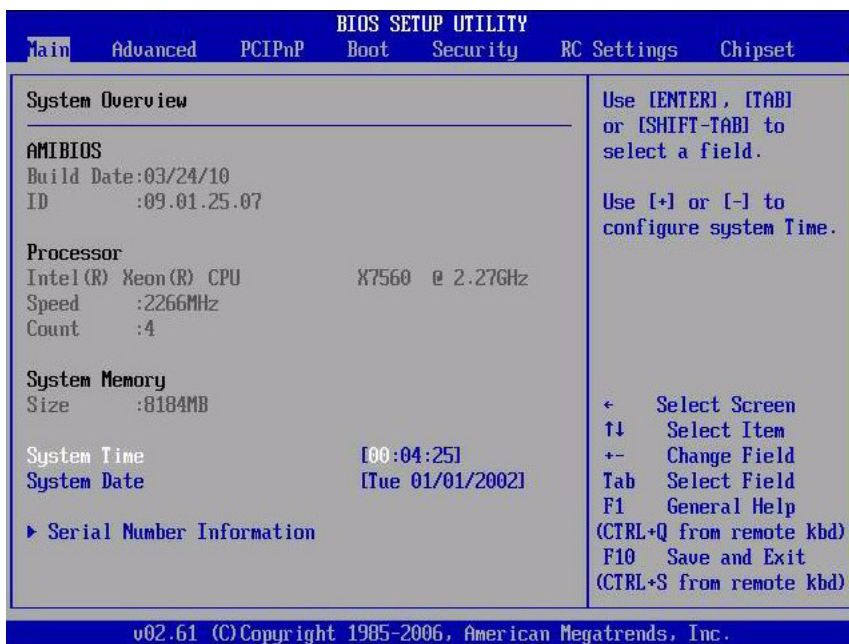 BIOS SETUP UTILITY
Main Advanced PCIPnP Boot Security RC Settings Chipset
System Overview
AMIBIOS
Build Date:03/24/10
ID :09.01.25.07
Processor
Intel(R) Xeon(R) CPU X7560 @ 2.27GHz
Speed :2266MHz
Count :4
System Memory
Size :8184MB
System Time [00:04:25]
System Date [Tue 01/01/2002]
▶ Serial Number Information
Use [ENTER], [TAB]
or [SHIFT-TAB] to
select a field.
Use [+] or [-] to
configure system Time.
← Select Screen
↑↓ Select Item
+- Change Field
Tab Select Field
F1 General Help
(CTRL+Q from remote kbd)
F10 Save and Exit
(CTRL+S from remote kbd)
v02.61 (C)Copyright 1985-2006, American Megatrends, Inc.